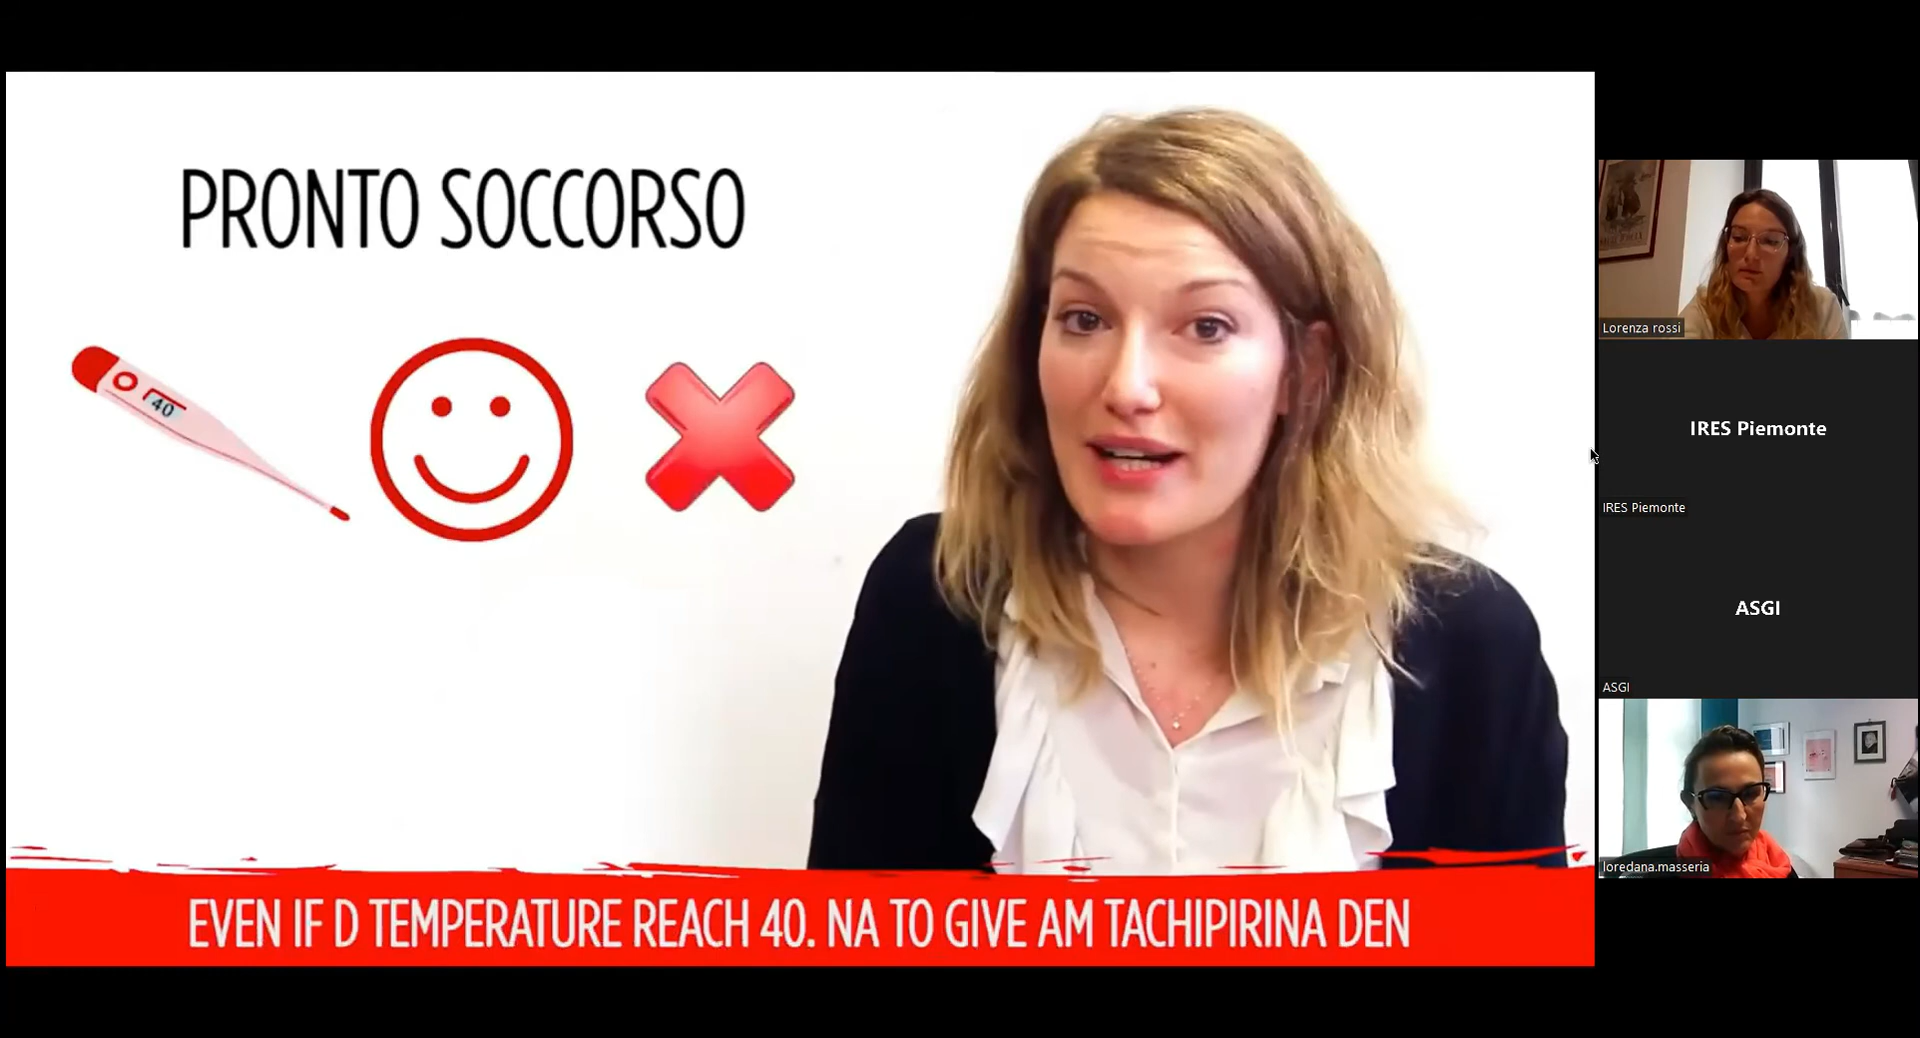 PRONTO SOCCORSO
40
EVEN IF D TEMPERATURE REACH 40. NA TO GIVE AM TACHIPIRINA DEN
Lorenza rossi
IRES Piemonte
IRES Piemonte
ASGI
ASGI
loredana.masseria